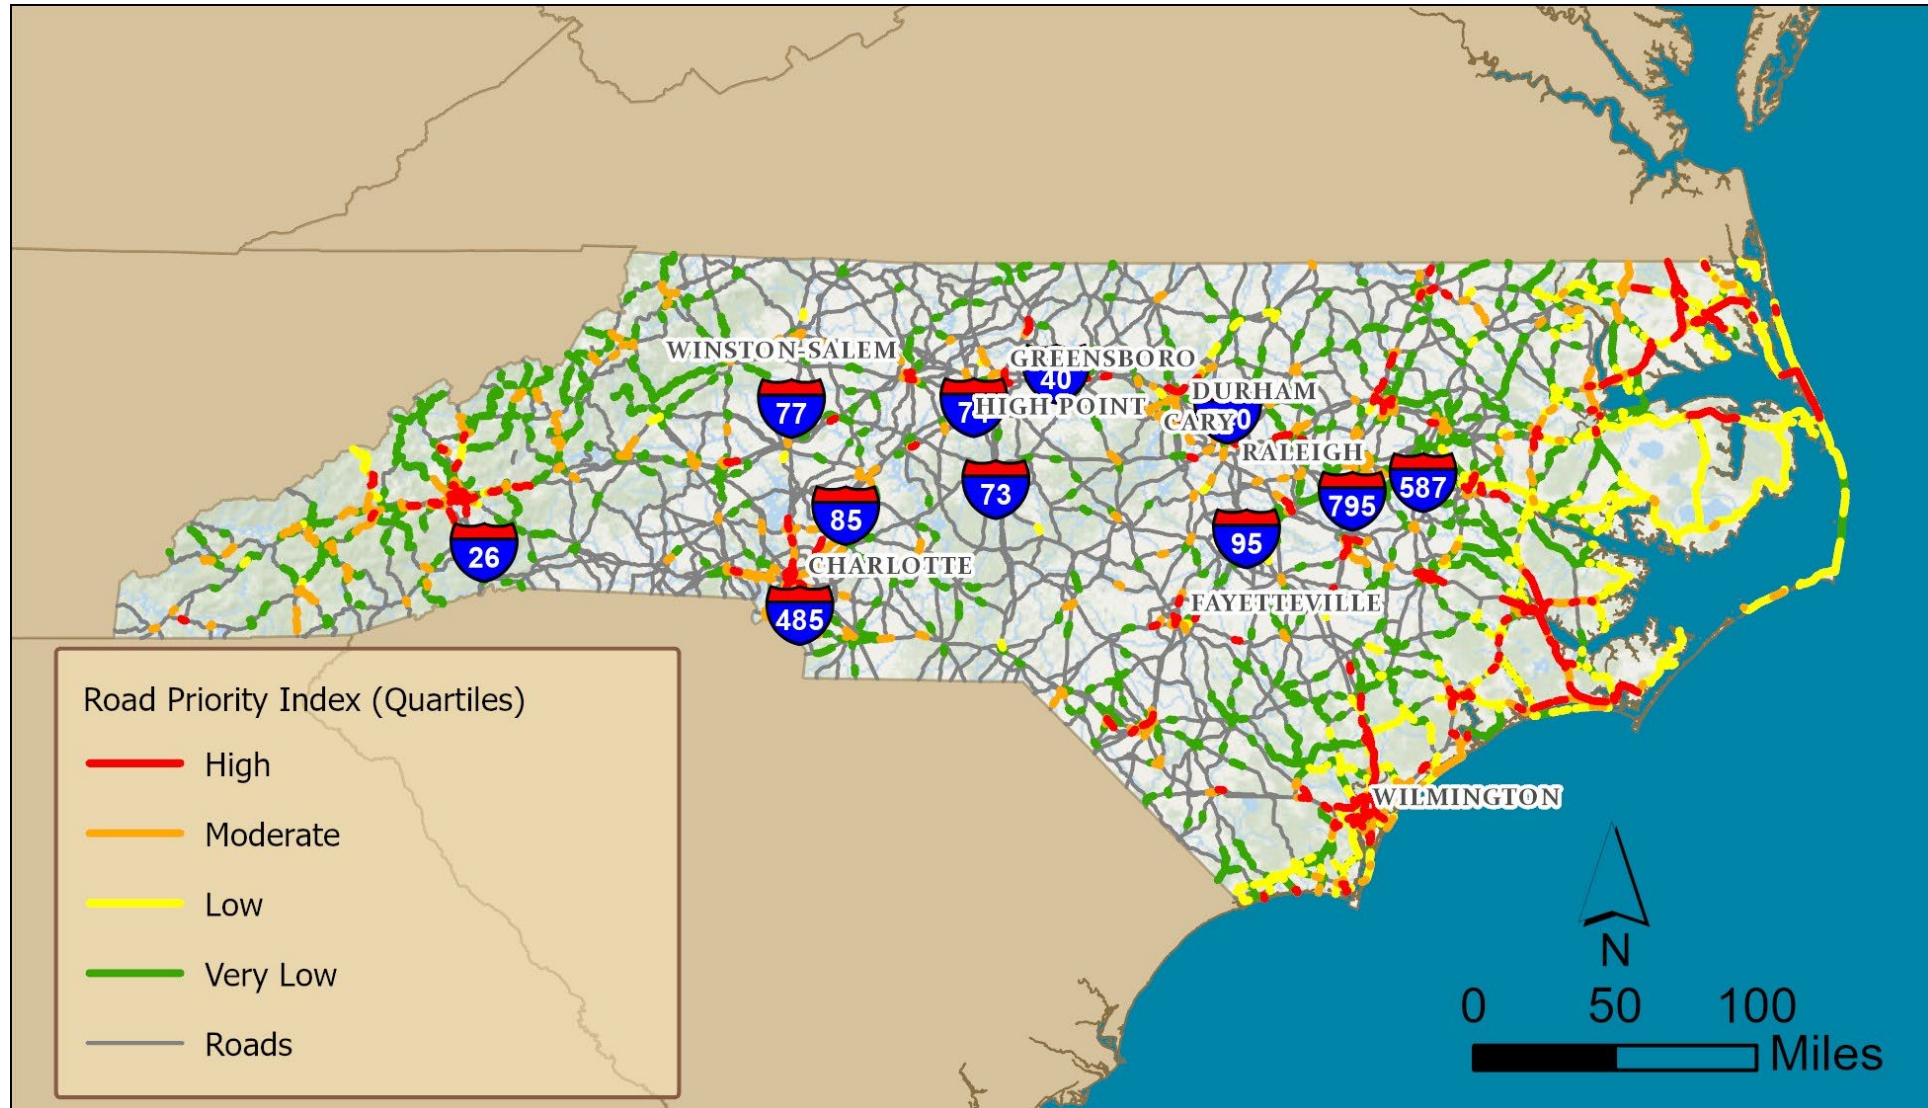 WINSTON-SALEM
GREENSBORO
40
DURHAM
77
HIGH POINT
CARY
RALEIGH
73
85
795
587
95
26
CHARLOTTE
485
FAYETTEVILLE
WILMINGTON
Road Priority Index (Quartiles)
High
Moderate
Low
Very Low
Roads
N
0 50 100
Miles